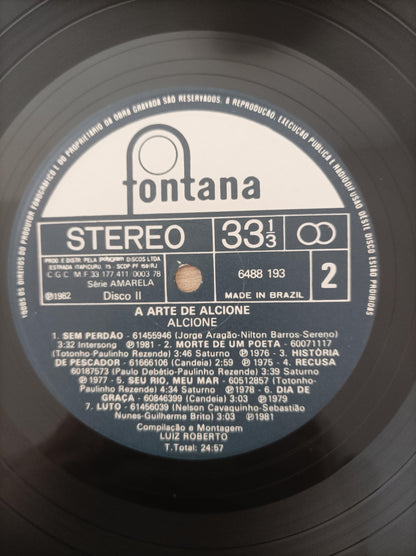 TODOS OS DIREITOS DO PRODUTOR FONOGRÁFICO E DO PROPRIETÁRIO DA OBRA GRAVADA SÃO RESERVADOS. A REPRODUÇÃO, EXECUÇÃO PÚBLICA E RADIODIFUSÃO DESTE DISCO ESTÃO PROIBIDAS
fontana
STEREO
33 1/3
PROD. E DISTR. PELA polygram DISCOS LTDA
C G C M F 33 177 411 0003 78
Série AMARELA
℗1982 Disco II
6488 193
MADE IN BRAZIL
2
A ARTE DE ALCIONE
ALCIONE
1. SEM PERDÃO - 61455946 (Jorge Aragão-Nilton Barros-Sereno)
3:32 Intersong ℗1981 - 2. MORTE DE UM POETA - 60071117
(Totonho-Paulinho Rezende) 3:46 Saturno ℗1976 - 3. HISTÓRIA
DE PESCADOR - 61666106 (Candeia) 2:59 ℗1975 - 4. RECUSA
60187573 (Paulo Debétio-Paulinho Rezende) 3:39 Saturno
℗1977 - 5. SEU RIO, MEU MAR - 60512857 (Totonho-
Paulinho Rezende) 4:34 Saturno ℗1978 - 6. DIA DE
GRAÇA - 60846399 (Candeia) 3:03 ℗1979
7. LUTO - 61456039 (Nelson Cavaquinho-Sebastião
Nunes-Guilherme Brito) 3:03 ℗1981
Compilação e Montagem
LUIZ ROBERTO
T.Total: 24:57